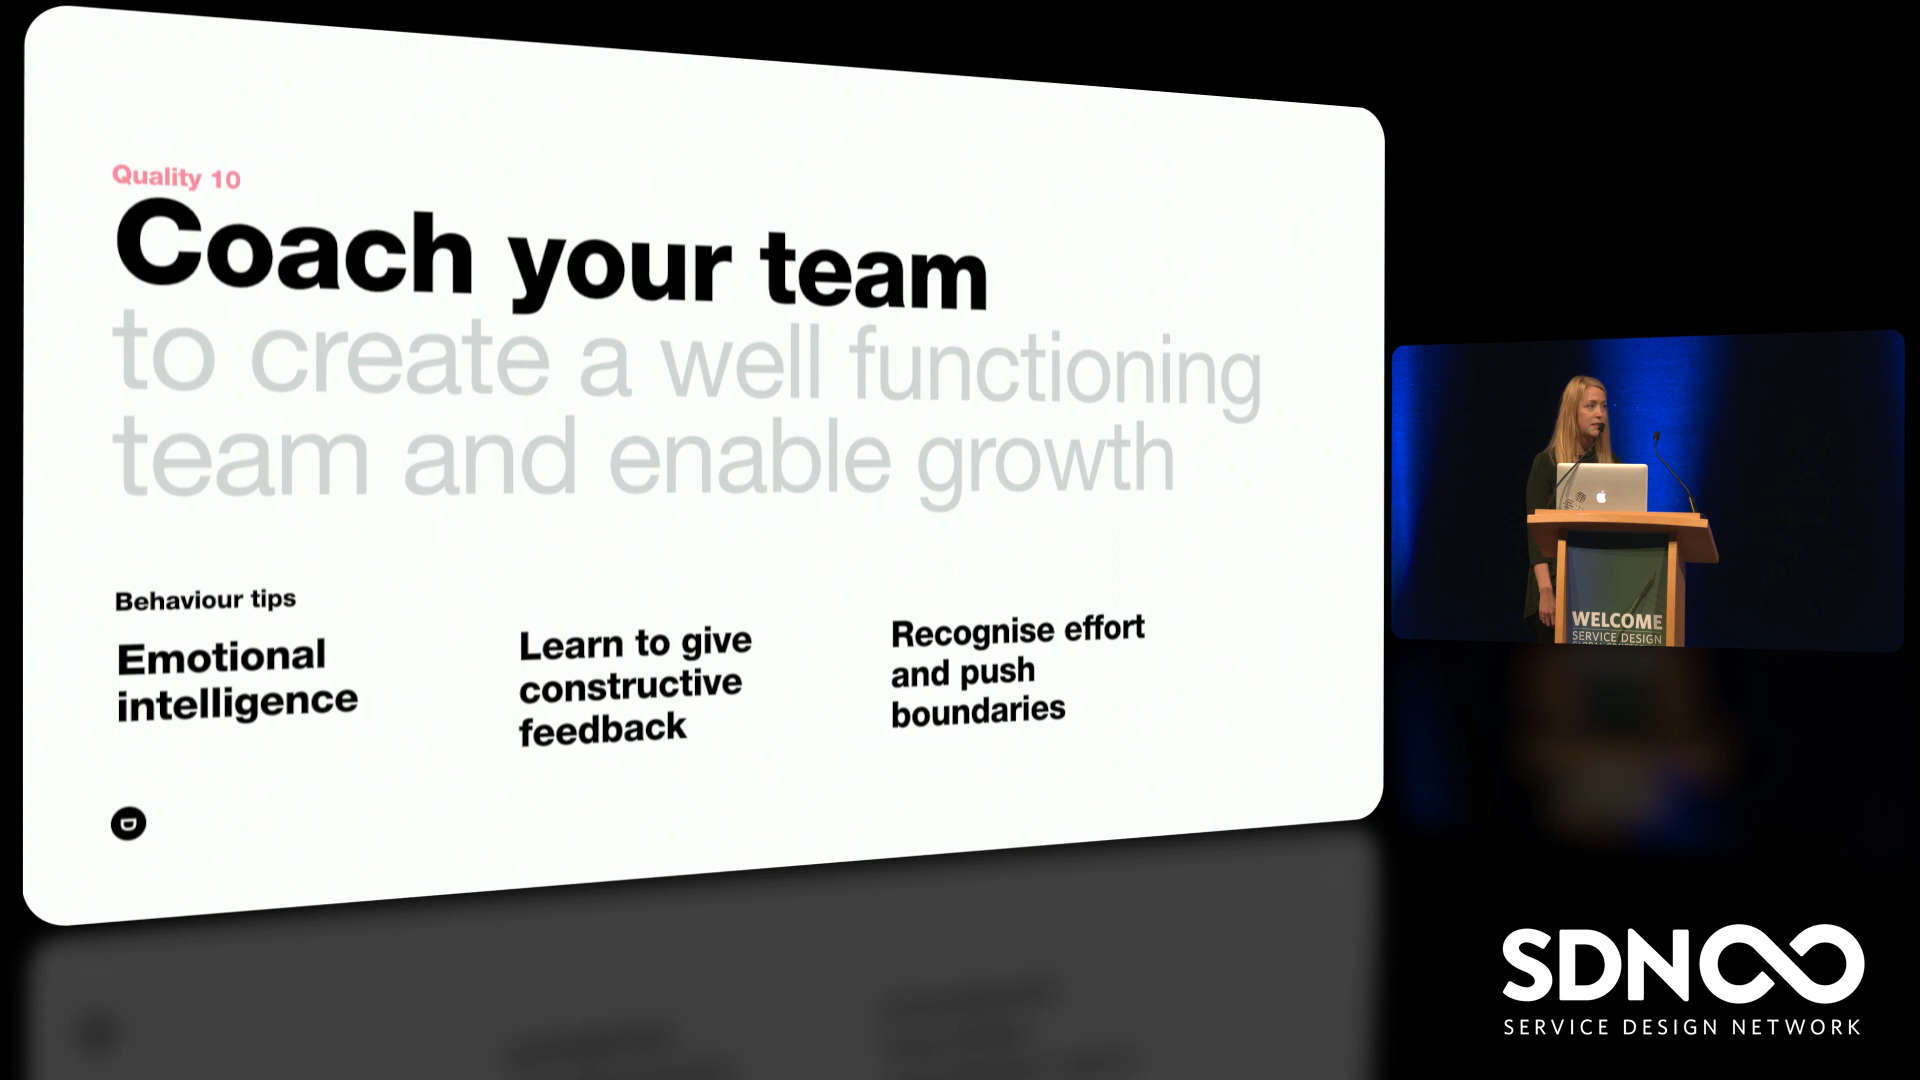 Quality 10
Coach your team
to create a well functioning
team and enable growth
Behaviour tips
Emotional
intelligence
Learn to give
constructive
feedback
Recognise effort
and push
boundaries
D
WELCOME
SERVICE DESIGN
SDN
SERVICE DESIGN NETWORK